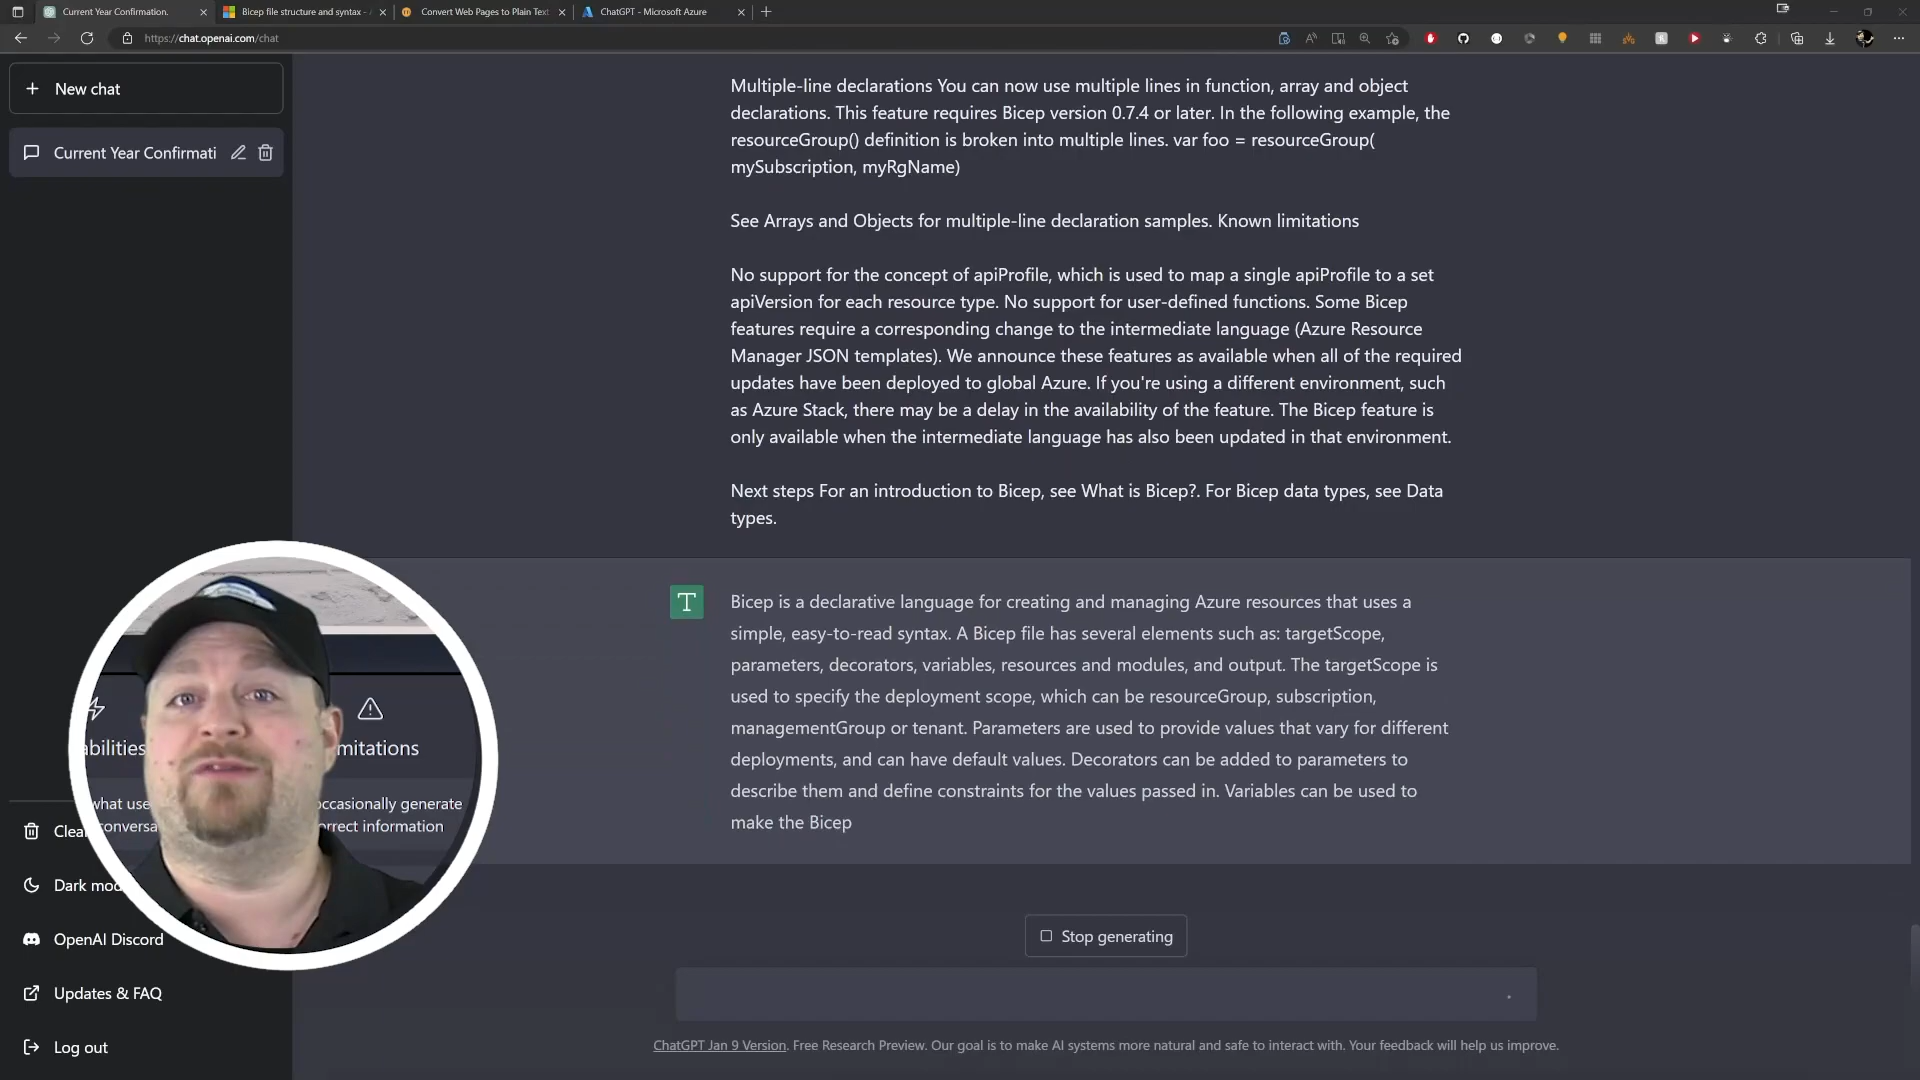 Current Year Confirmation.
Bicep file structure and syntax - A
Convert Web Pages to Plain Text
ChatGPT - Microsoft Azure
https://chat.openai.com/chat
New chat
Current Year Confirmati
Multiple-line declarations You can now use multiple lines in function, array and object
declarations. This feature requires Bicep version 0.7.4 or later. In the following example, the
resourceGroup() definition is broken into multiple lines. var foo = resourceGroup(
mySubscription, myRgName)
See Arrays and Objects for multiple-line declaration samples. Known limitations
No support for the concept of apiProfile, which is used to map a single apiProfile to a set
apiVersion for each resource type. No support for user-defined functions. Some Bicep
features require a corresponding change to the intermediate language (Azure Resource
Manager JSON templates). We announce these features as available when all of the required
updates have been deployed to global Azure. If you're using a different environment, such
as Azure Stack, there may be a delay in the availability of the feature. The Bicep feature is
only available when the intermediate language has also been updated in that environment.
Next steps For an introduction to Bicep, see What is Bicep?. For Bicep data types, see Data
types.
T
Bicep is a declarative language for creating and managing Azure resources that uses a
simple, easy-to-read syntax. A Bicep file has several elements such as: targetScope,
parameters, decorators, variables, resources and modules, and output. The targetScope is
used to specify the deployment scope, which can be resourceGroup, subscription,
managementGroup or tenant. Parameters are used to provide values that vary for different
deployments, and can have default values. Decorators can be added to parameters to
describe them and define constraints for the values passed in. Variables can be used to
make the Bicep
abilities
mitations
what use
occasionally generate
conversa
orrect information
Clea
Dark mod
OpenAI Discord
Updates & FAQ
Log out
Stop generating
ChatGPT Jan 9 Version. Free Research Preview. Our goal is to make AI systems more natural and safe to interact with. Your feedback will help us improve.